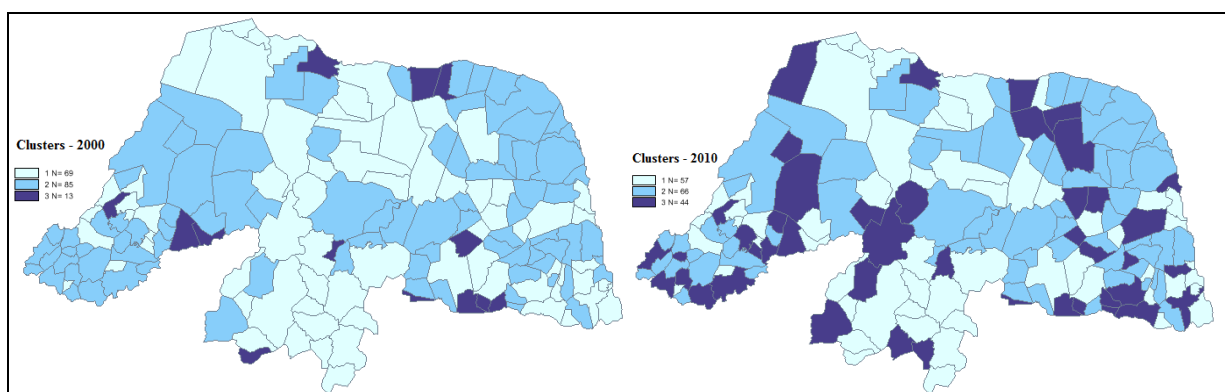 Clusters - 2000
1 N= 69
2 N= 85
3 N= 13
Clusters - 2010
1 N= 57
2 N= 66
3 N= 44